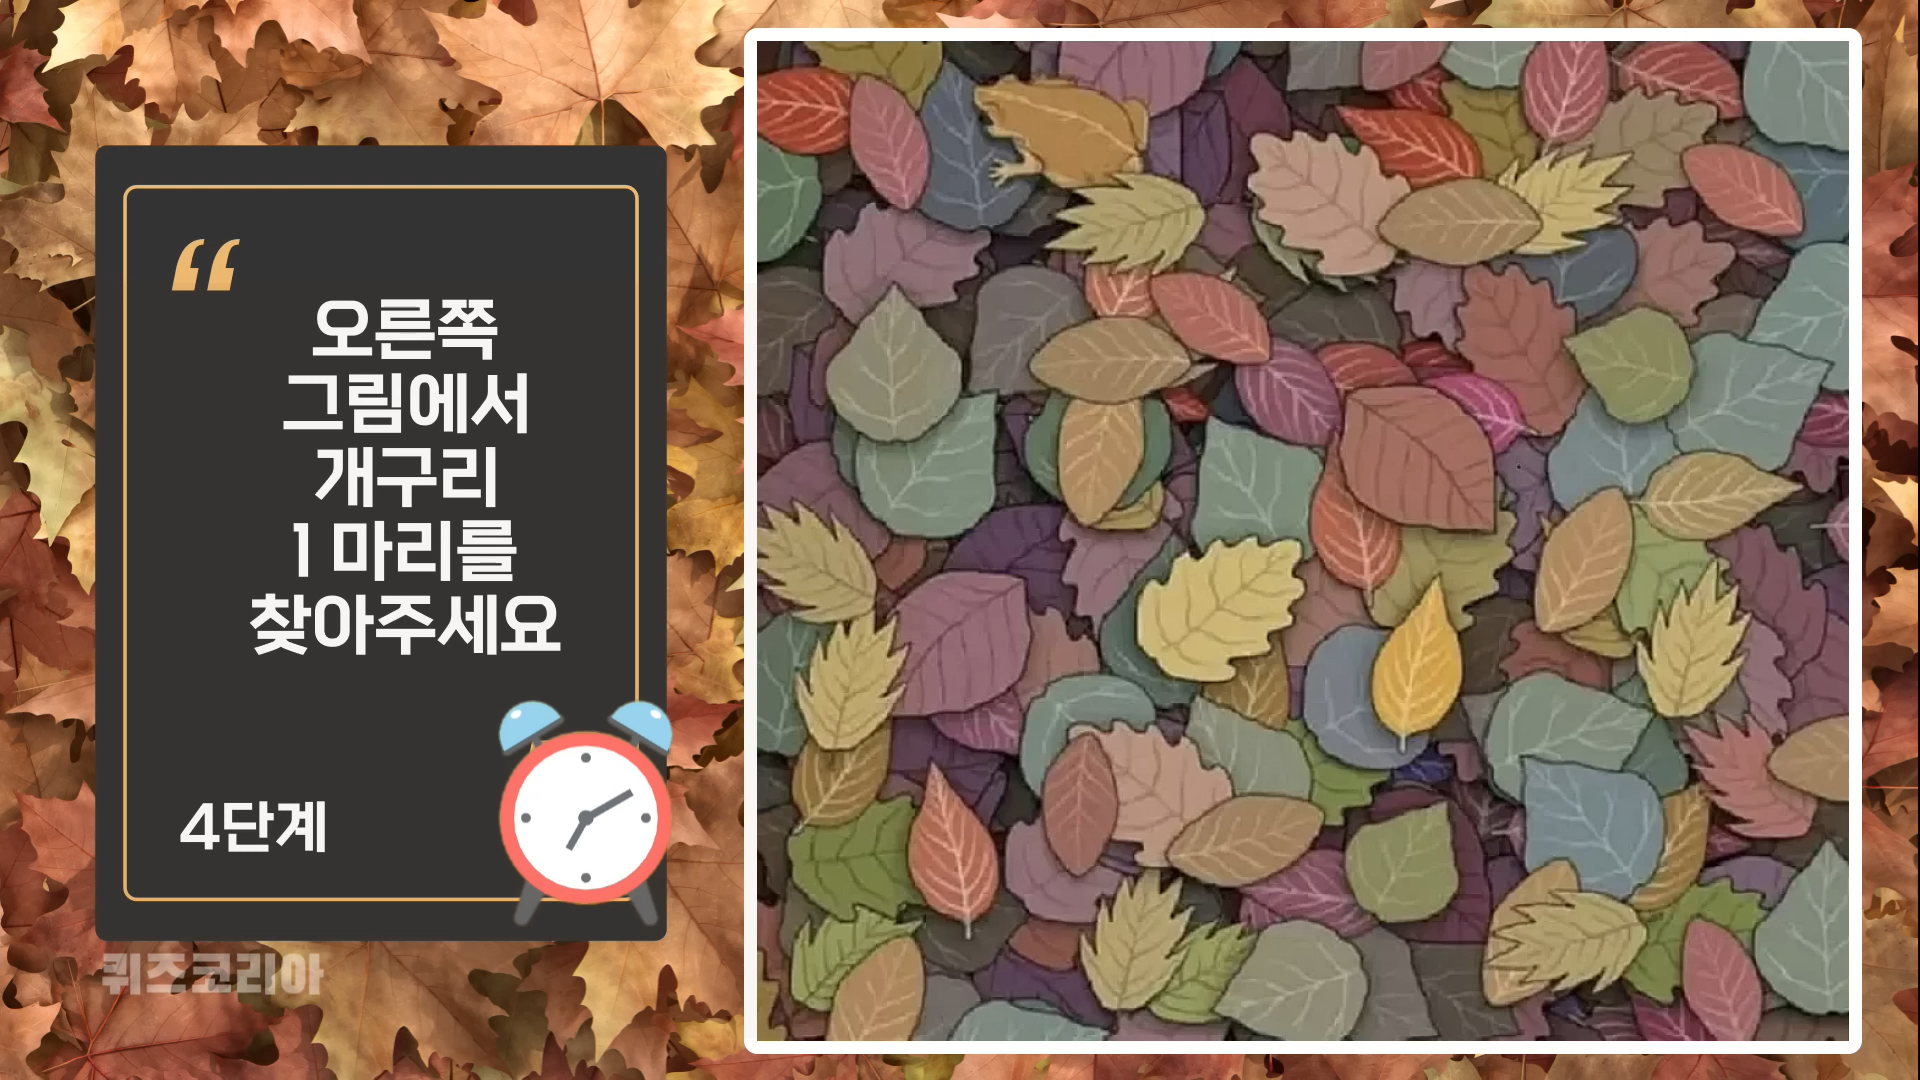 “
오른쪽
그림에서
개구리
1 마리를
찾아주세요
4단계
퀴즈코리아